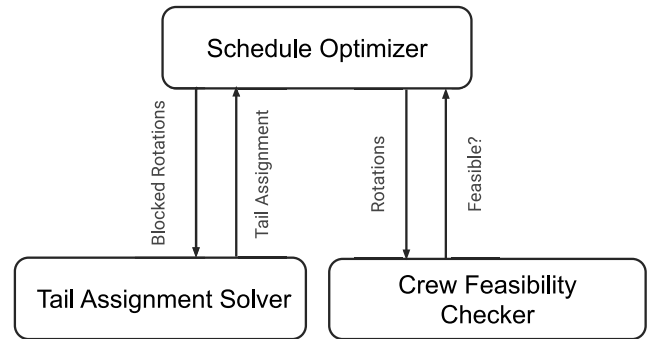 Schedule Optimizer
Blocked Rotations
Tail Assignment
Rotations
Feasible?
Tail Assignment Solver
Crew Feasibility
Checker